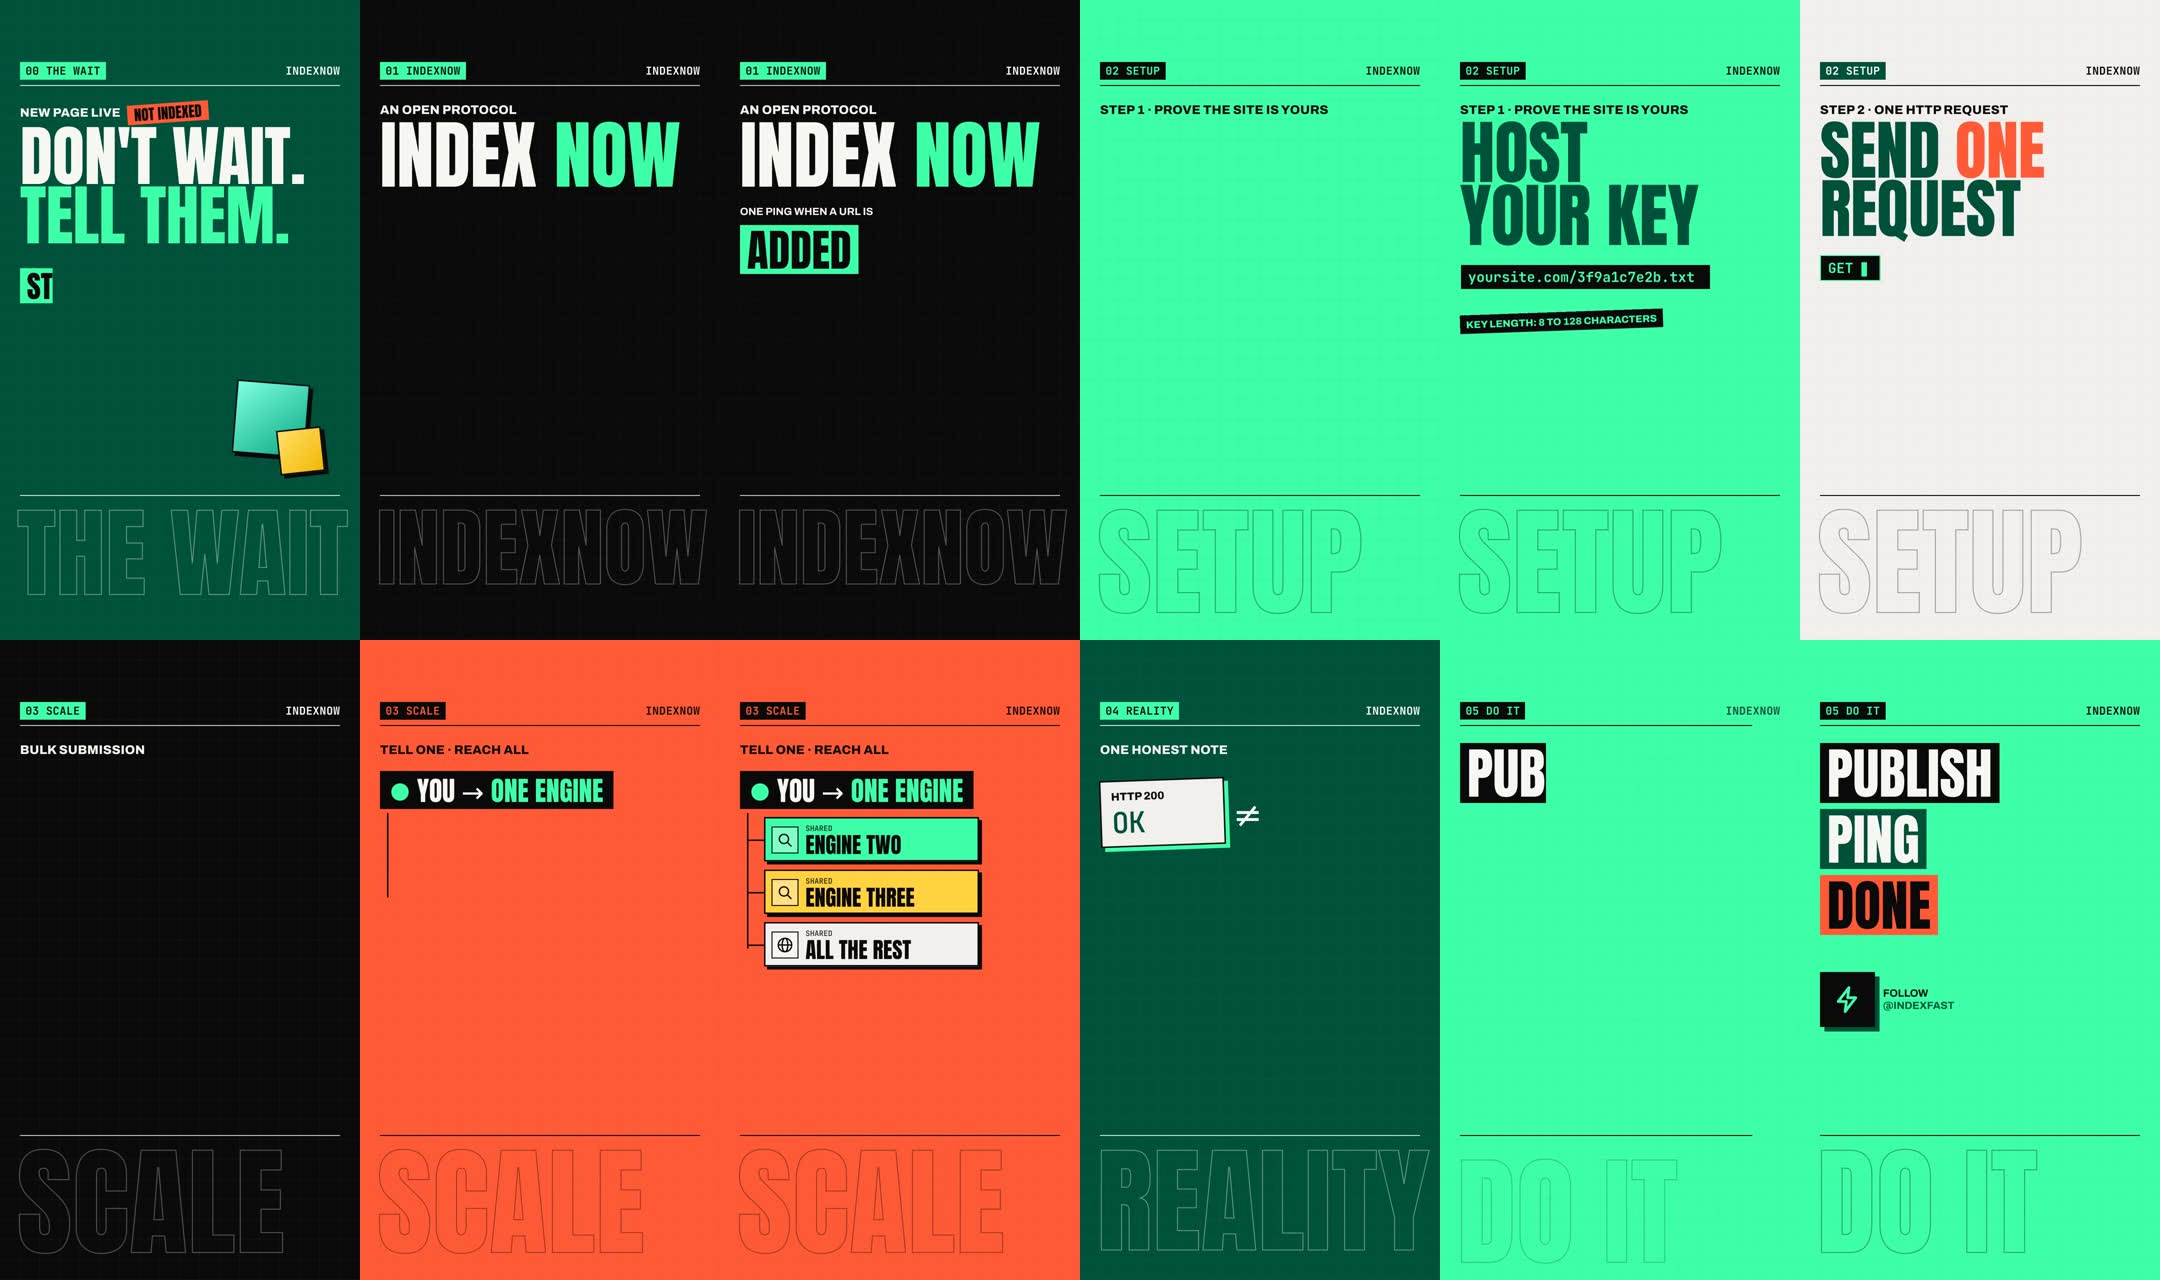 00 THE WAIT
INDEXNOW
NEW PAGE LIVE NOT INDEXED
DON'T WAIT.
TELL THEM.
ST
THE WAIT
01 INDEXNOW
INDEXNOW
AN OPEN PROTOCOL
INDEX NOW
INDEXNOW
01 INDEXNOW
INDEXNOW
AN OPEN PROTOCOL
INDEX NOW
ONE PING WHEN A URL IS
ADDED
INDEXNOW
02 SETUP
INDEXNOW
STEP 1 · PROVE THE SITE IS YOURS
SETUP
02 SETUP
INDEXNOW
STEP 1 · PROVE THE SITE IS YOURS
HOST
YOUR KEY
yoursite.com/3f9a1c7e2b.txt
KEY LENGTH: 8 TO 128 CHARACTERS
SETUP
02 SETUP
INDEXNOW
STEP 2 · ONE HTTP REQUEST
SEND ONE
REQUEST
GET
SETUP
03 SCALE
INDEXNOW
BULK SUBMISSION
SCALE
03 SCALE
INDEXNOW
TELL ONE · REACH ALL
YOU → ONE ENGINE
SCALE
03 SCALE
INDEXNOW
TELL ONE · REACH ALL
YOU → ONE ENGINE
SHARED
ENGINE TWO
SHARED
ENGINE THREE
SHARED
ALL THE REST
SCALE
04 REALITY
INDEXNOW
ONE HONEST NOTE
HTTP 200
OK ≠
REALITY
05 DO IT
INDEXNOW
PUB
DO IT
05 DO IT
INDEXNOW
PUBLISH
PING
DONE
FOLLOW
@INDEXFAST
DO IT